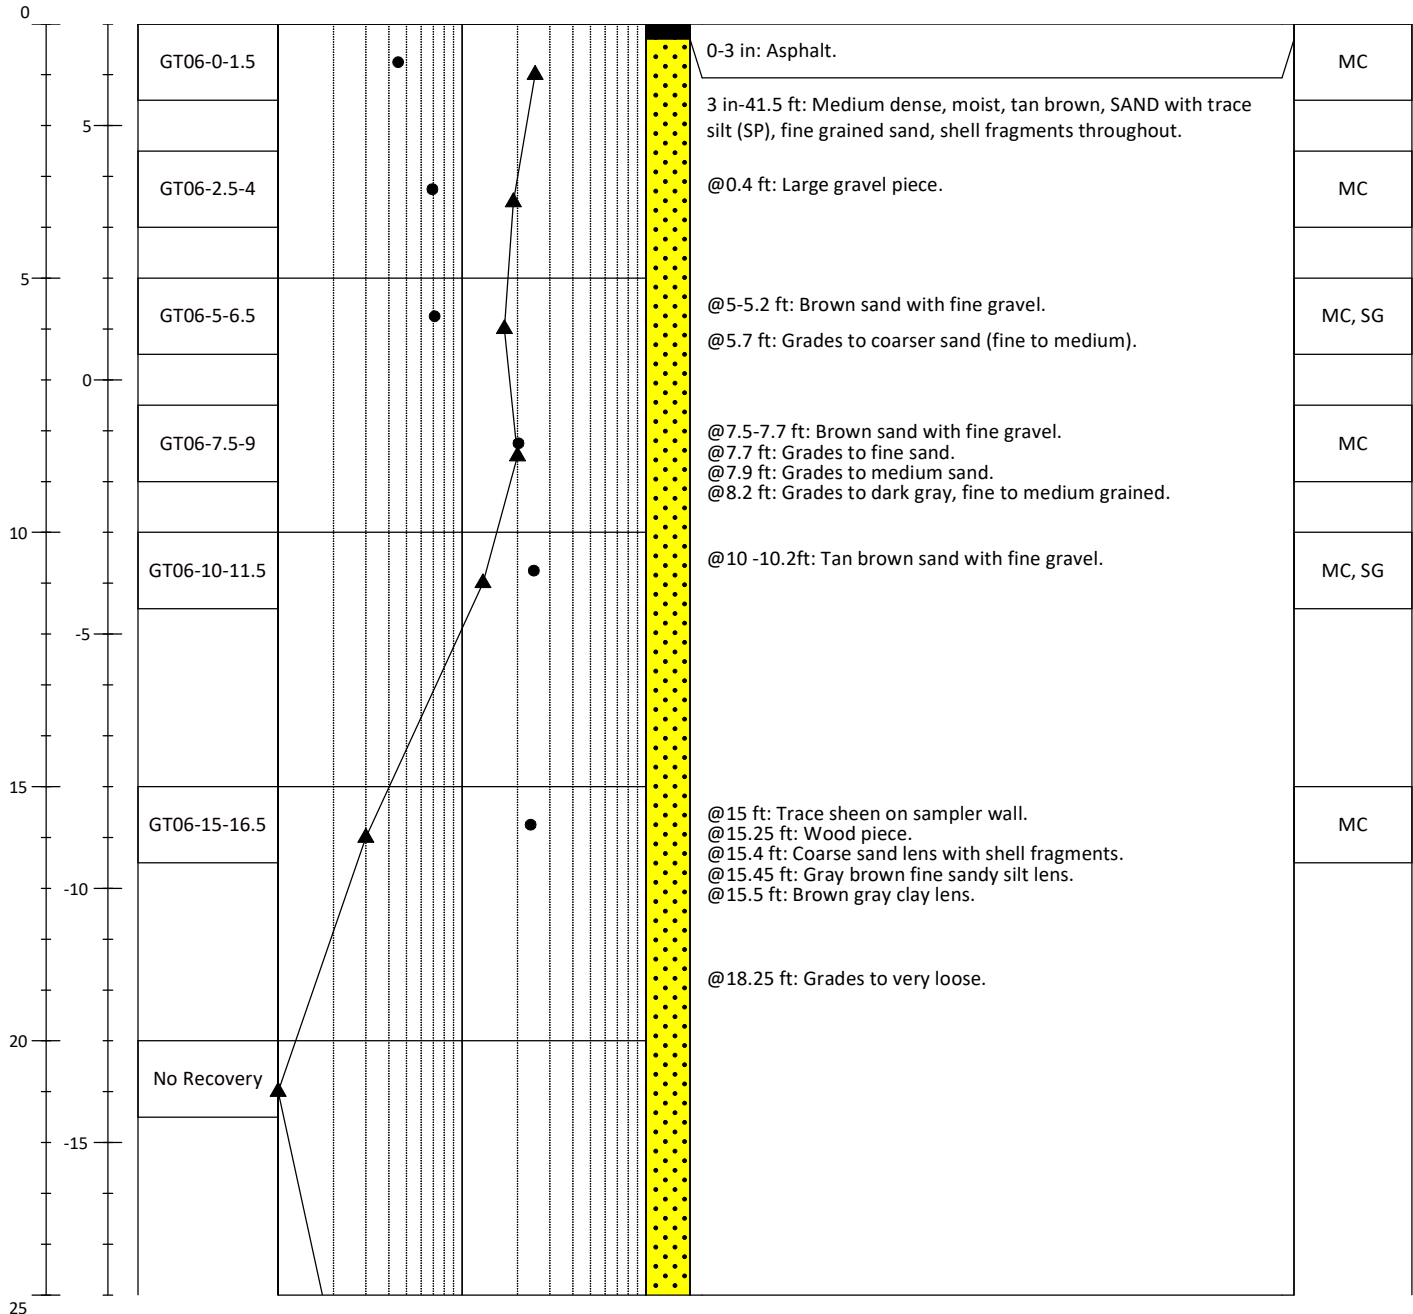 0
GT06-0-1.5
0-3 in: Asphalt.
MC
3 in-41.5 ft: Medium dense, moist, tan brown, SAND with trace
silt (SP), fine grained sand, shell fragments throughout.
5
GT06-2.5-4
@0.4 ft: Large gravel piece.
MC
5
GT06-5-6.5
@5-5.2 ft: Brown sand with fine gravel.
MC, SG
@5.7 ft: Grades to coarser sand (fine to medium).
0
GT06-7.5-9
@7.5-7.7 ft: Brown sand with fine gravel.
MC
@7.7 ft: Grades to fine sand.
@7.9 ft: Grades to medium sand.
@8.2 ft: Grades to dark gray, fine to medium grained.
10
GT06-10-11.5
@10 -10.2ft: Tan brown sand with fine gravel.
MC, SG
-5
15
GT06-15-16.5
@15 ft: Trace sheen on sampler wall.
MC
@15.25 ft: Wood piece.
@15.4 ft: Coarse sand lens with shell fragments.
@15.45 ft: Gray brown fine sandy silt lens.
@15.5 ft: Brown gray clay lens.
-10
@18.25 ft: Grades to very loose.
20
No Recovery
-15
25